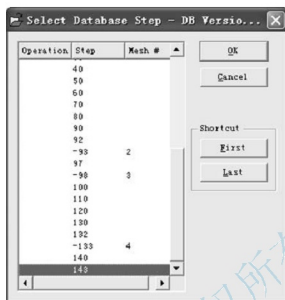 Select Database Step - DB Versio...
Operation Step Mesh #
40
50
60
70
80
90
92
-93 2
97
-98 3
100
110
120
130
132
-133 4
140
143
OK
Cancel
Shortcut
First
Last